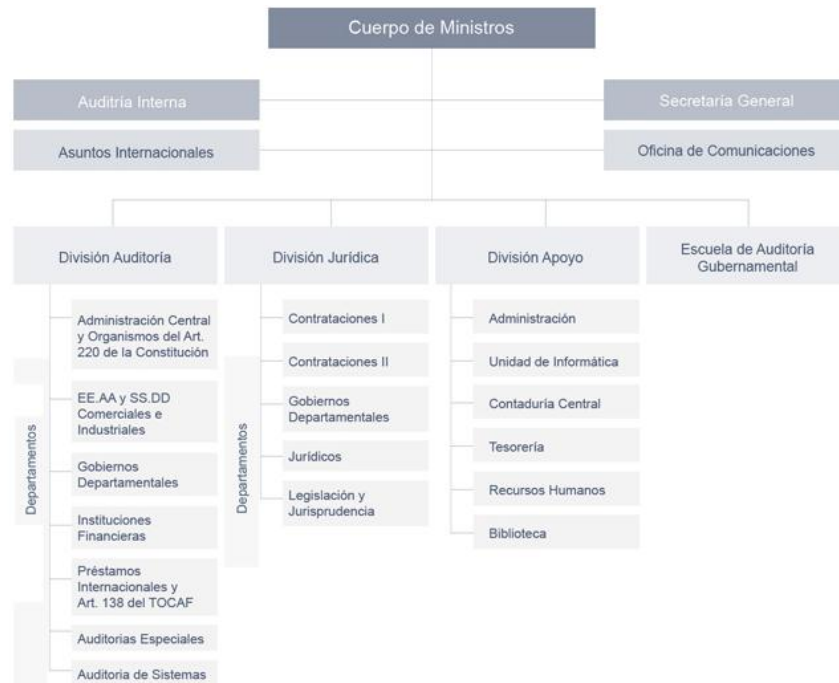 Cuerpo de Ministros
Auditría Interna
Secretaría General
Asuntos Internacionales
Oficina de Comunicaciones
División Auditoría
División Jurídica
División Apoyo
Escuela de Auditoría
Gubernamental
Departamentos
Administración Central
y Organismos del Art.
220 de la Constitución
EE.AA y SS.DD
Comerciales e
Industriales
Gobiernos
Departamentales
Instituciones
Financieras
Préstamos
Internacionales y
Art. 138 del TOCAF
Auditorias Especiales
Auditoria de Sistemas
Departamentos
Contrataciones I
Contrataciones II
Gobiernos
Departamentales
Jurídicos
Legislación y
Jurisprudencia
Administración
Unidad de Informática
Contaduría Central
Tesorería
Recursos Humanos
Biblioteca